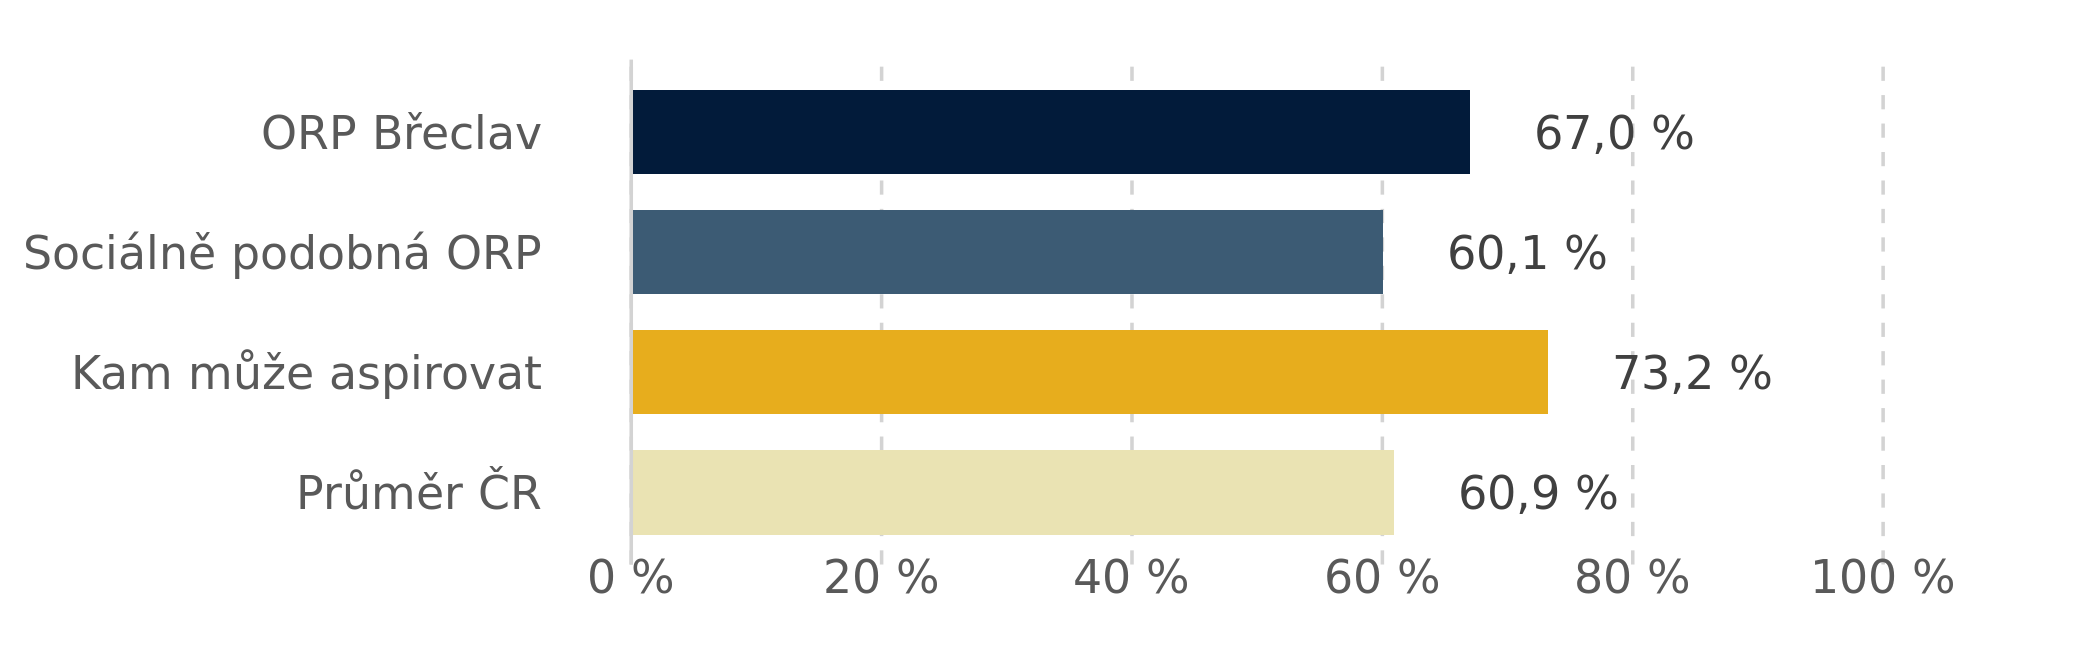 ORP Břeclav 67,0 %
Sociálně podobná ORP 60,1 %
Kam může aspirovat 73,2 %
Průměr ČR 60,9 %
0 % 20 % 40 % 60 % 80 % 100 %